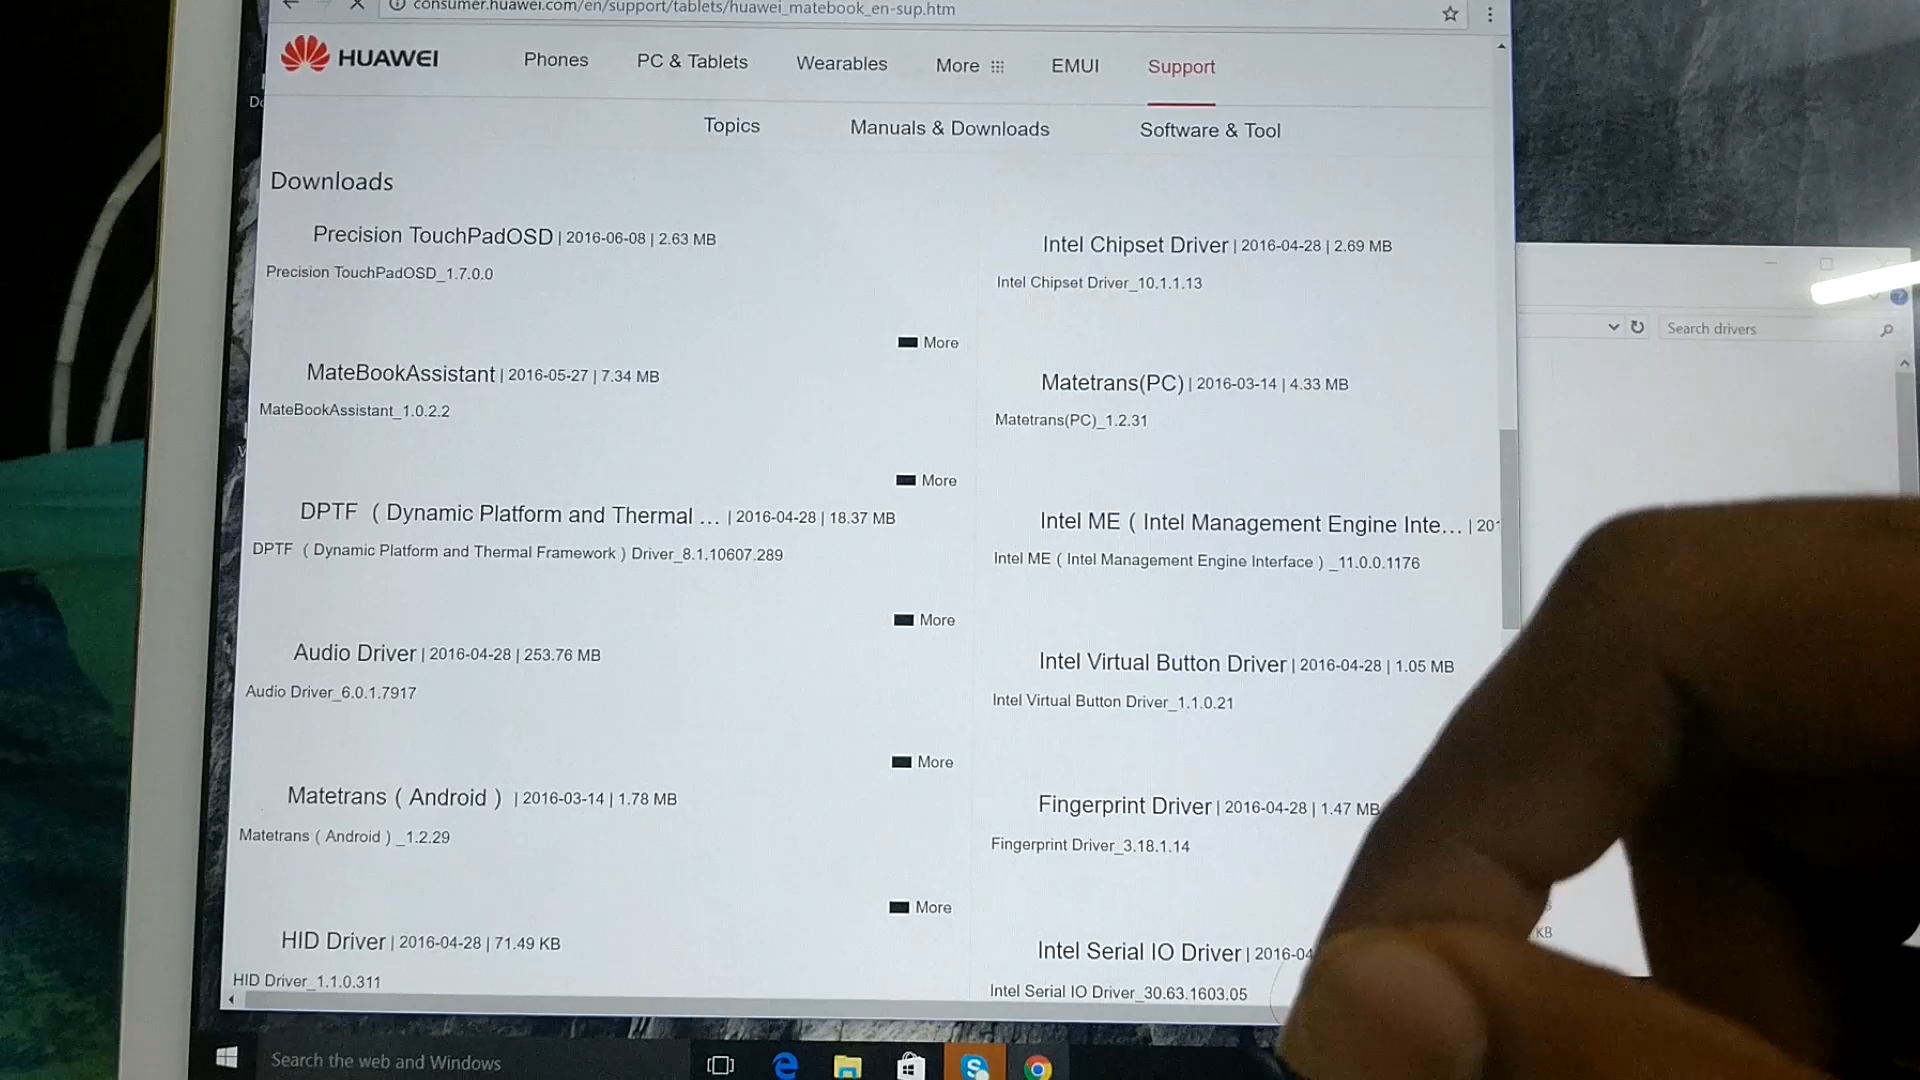 consumer.huawei.com/en/support/tablets/huawei_matebook_en-sup.htm
HUAWEI
Phones
PC & Tablets
Wearables
More
EMUI
Support
Topics
Manuals & Downloads
Software & Tool
Downloads
Precision TouchPadOSD | 2016-06-08 | 2.63 MB
Precision TouchPadOSD_1.7.0.0
More
Intel Chipset Driver | 2016-04-28 | 2.69 MB
Intel Chipset Driver_10.1.1.13
MateBookAssistant | 2016-05-27 | 7.34 MB
MateBookAssistant_1.0.2.2
More
Matetrans(PC) | 2016-03-14 | 4.33 MB
Matetrans(PC)_1.2.31
DPTF ( Dynamic Platform and Thermal ... | 2016-04-28 | 18.37 MB
DPTF ( Dynamic Platform and Thermal Framework ) Driver_8.1.10607.289
More
Intel ME ( Intel Management Engine Inte... | 20
Intel ME ( Intel Management Engine Interface ) _11.0.0.1176
Audio Driver | 2016-04-28 | 253.76 MB
Audio Driver_6.0.1.7917
More
Intel Virtual Button Driver | 2016-04-28 | 1.05 MB
Intel Virtual Button Driver_1.1.0.21
Matetrans ( Android ) | 2016-03-14 | 1.78 MB
Matetrans ( Android ) _1.2.29
More
Fingerprint Driver | 2016-04-28 | 1.47 MB
Fingerprint Driver_3.18.1.14
HID Driver | 2016-04-28 | 71.49 KB
HID Driver_1.1.0.311
Intel Serial IO Driver | 2016-04
Intel Serial IO Driver_30.63.1603.05
Search drivers
KB
Search the web and Windows